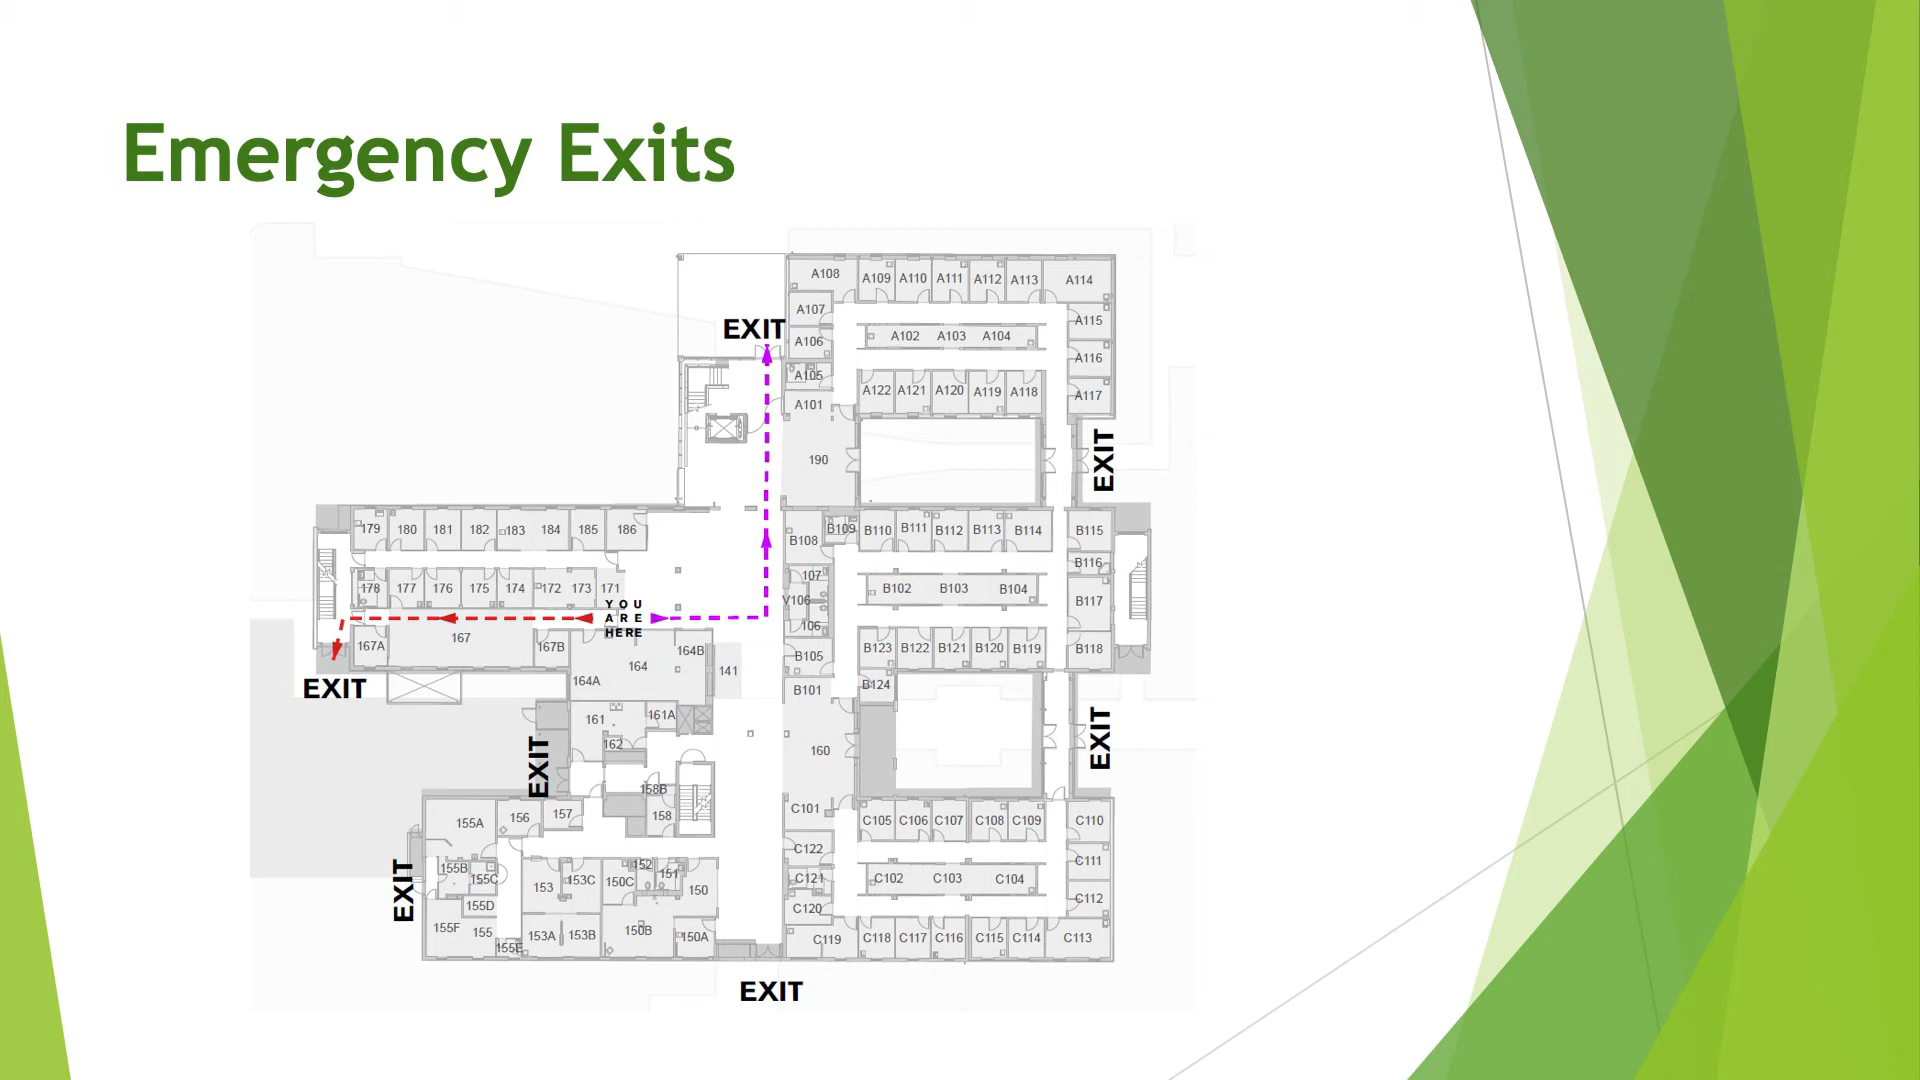 Emergency Exits
A108 A109 A110 A111 A112 A113 A114
A107
EXIT
A115
A106 A102 A103 A104
A116
A105
A122 A121 A120 A119 A118 A117
A101
190 EXIT
179 180 181 182 183 184 185 186
B108 B109 B110 B111 B112 B113 B114 B115
B116
107
178 177 176 175 174 172 173 171
B102 B103 B104
V106 B117
YOU
ARE
HERE
106
167A 167 167B 164 164B
B105 B123 B122 B121 B120 B119 B118
141
164A
EXIT
B101 B124
161 161A
162
EXIT
160 EXIT
158B
155A 156 157 158
C101 C105 C106 C107 C108 C109 C110
C122
C111
155B 155C 153 153C 150C 152 151 150
C121 C102 C103 C104
EXIT
155D
C120 C112
155F 155 155E 153A 153B 150B 150A
C119 C118 C117 C116 C115 C114 C113
EXIT